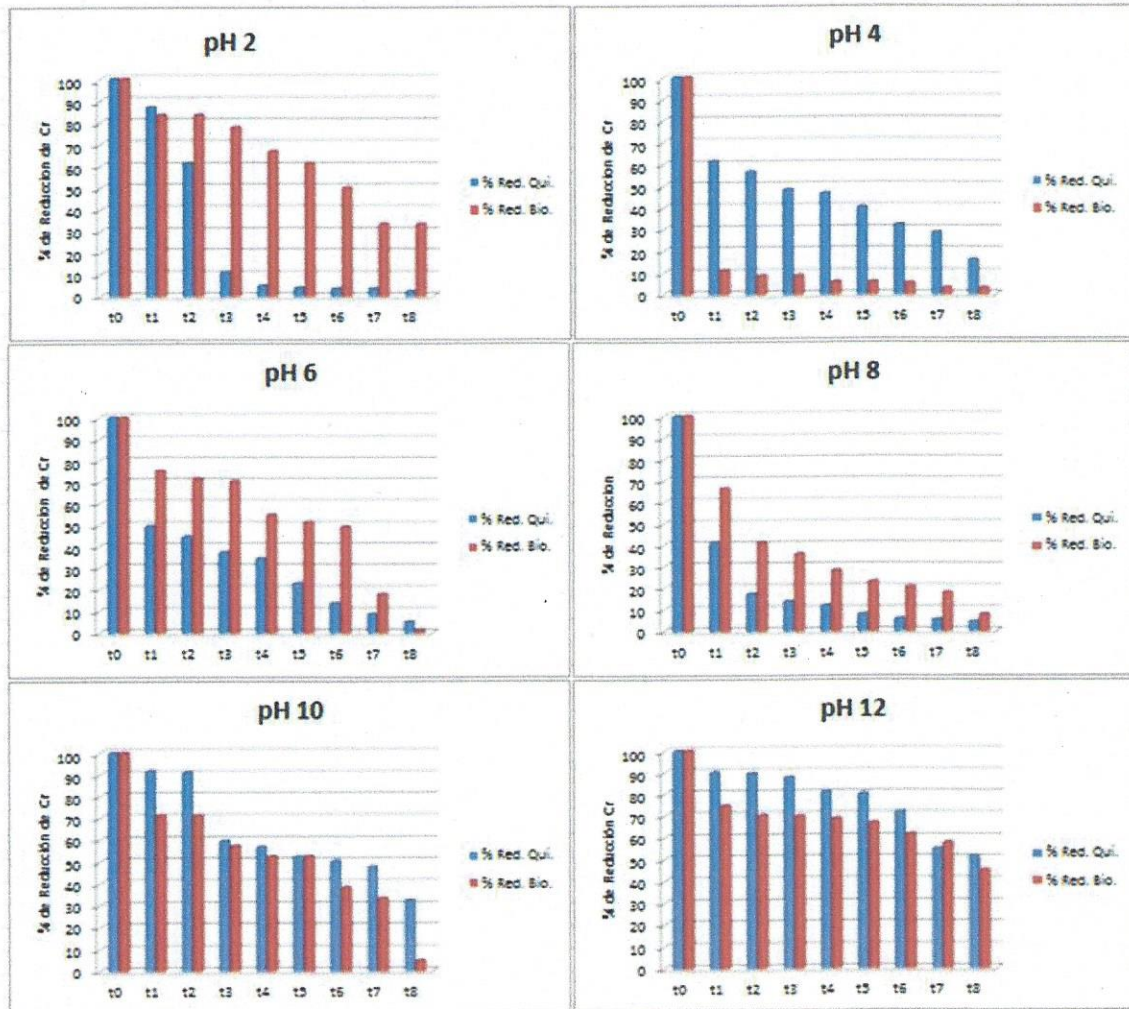 pH 2
% de Reduccion de Cr
100
90
80
70
60
50
40
30
20
10
0
t0 t1 t2 t3 t4 t5 t6 t7 t8
% Red. Qui.
% Red. Bio.
pH 4
% de Reduccion de Cr
100
90
80
70
60
50
40
30
20
10
0
t0 t1 t2 t3 t4 t5 t6 t7 t8
% Red. Qui.
% Red. Bio.
pH 6
% de Reduccion de Cr
100
90
80
70
60
50
40
30
20
10
0
t0 t1 t2 t3 t4 t5 t6 t7 t8
% Red. Qui.
% Red. Bio.
pH 8
% de Reduccion
100
90
80
70
60
50
40
30
20
10
0
t0 t1 t2 t3 t4 t5 t6 t7 t8
% Red. Qui.
% Red. Bio.
pH 10
% de Reducción de Cr
100
90
80
70
60
50
40
30
20
10
0
t0 t1 t2 t3 t4 t5 t6 t7 t8
% Red. Qui.
% Red. Bio.
pH 12
% de Reducción Cr
100
90
80
70
60
50
40
30
20
10
0
t0 t1 t2 t3 t4 t5 t6 t7 t8
% Red. Qui.
% Red. Bio.